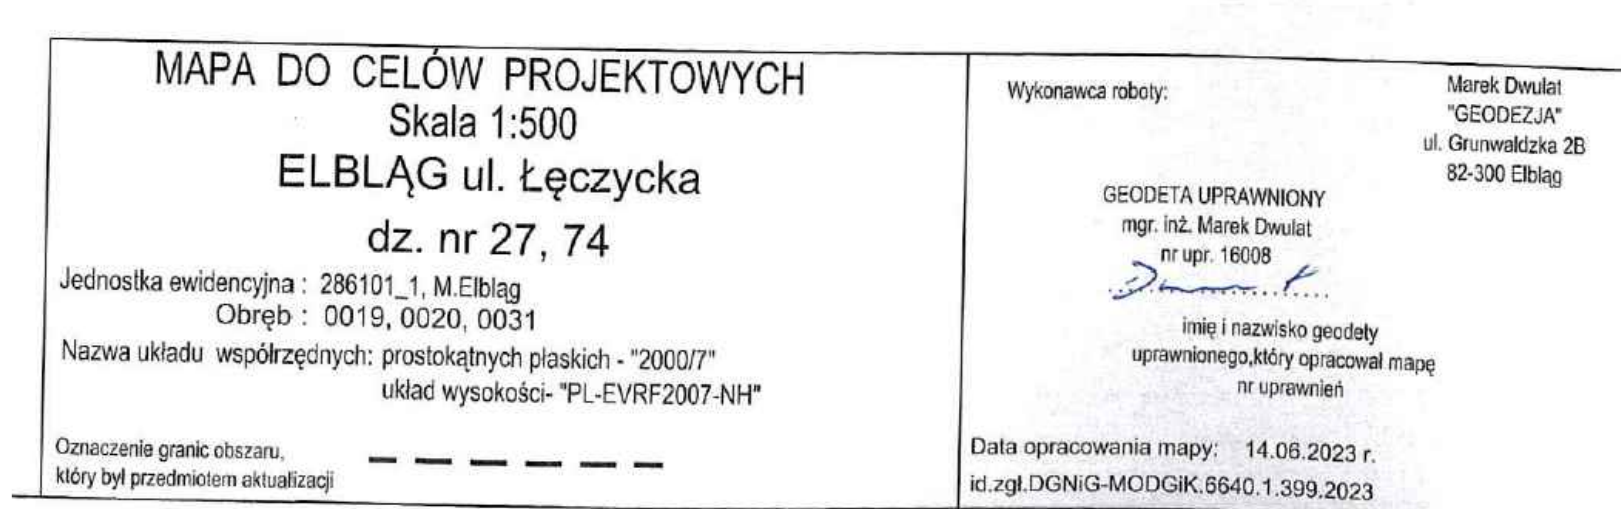 MAPA DO CELÓW PROJEKTOWYCH
Skala 1:500
ELBLĄG ul. Łęczycka
dz. nr 27, 74
Jednostka ewidencyjna : 286101_1, M.Elbląg
Obręb : 0019, 0020, 0031
Nazwa układu współrzędnych: prostokątnych płaskich - "2000/7"
układ wysokości- "PL-EVRF2007-NH"
Oznaczenie granic obszaru,
który był przedmiotem aktualizacji
Wykonawca roboty:
Marek Dwulat
"GEODEZJA"
ul. Grunwaldzka 2B
82-300 Elbląg
GEODETA UPRAWNIONY
mgr. inż. Marek Dwulat
nr upr. 16008
imię i nazwisko geodety
uprawnionego,który opracował mapę
nr uprawnień
Data opracowania mapy: 14.06.2023 r.
id.zgł.DGNiG-MODGiK.6640.1.399.2023